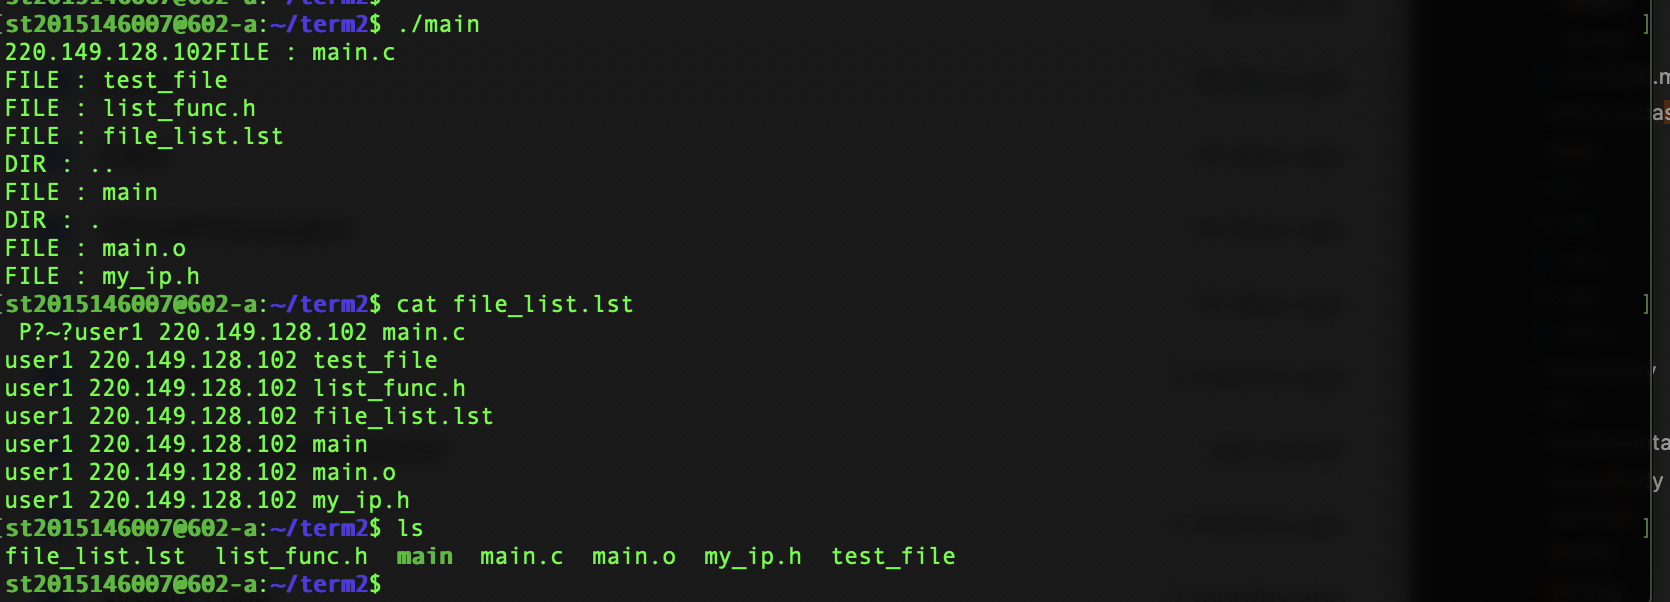 st2015146007@602-a:~/term2$ ./main
220.149.128.102FILE : main.c
FILE : test_file
FILE : list_func.h
FILE : file_list.lst
DIR : ..
FILE : main
DIR : .
FILE : main.o
FILE : my_ip.h
st2015146007@602-a:~/term2$ cat file_list.lst
P?~?user1 220.149.128.102 main.c
user1 220.149.128.102 test_file
user1 220.149.128.102 list_func.h
user1 220.149.128.102 file_list.lst
user1 220.149.128.102 main
user1 220.149.128.102 main.o
user1 220.149.128.102 my_ip.h
st2015146007@602-a:~/term2$ ls
file_list.lst list_func.h main main.c main.o my_ip.h test_file
st2015146007@602-a:~/term2$